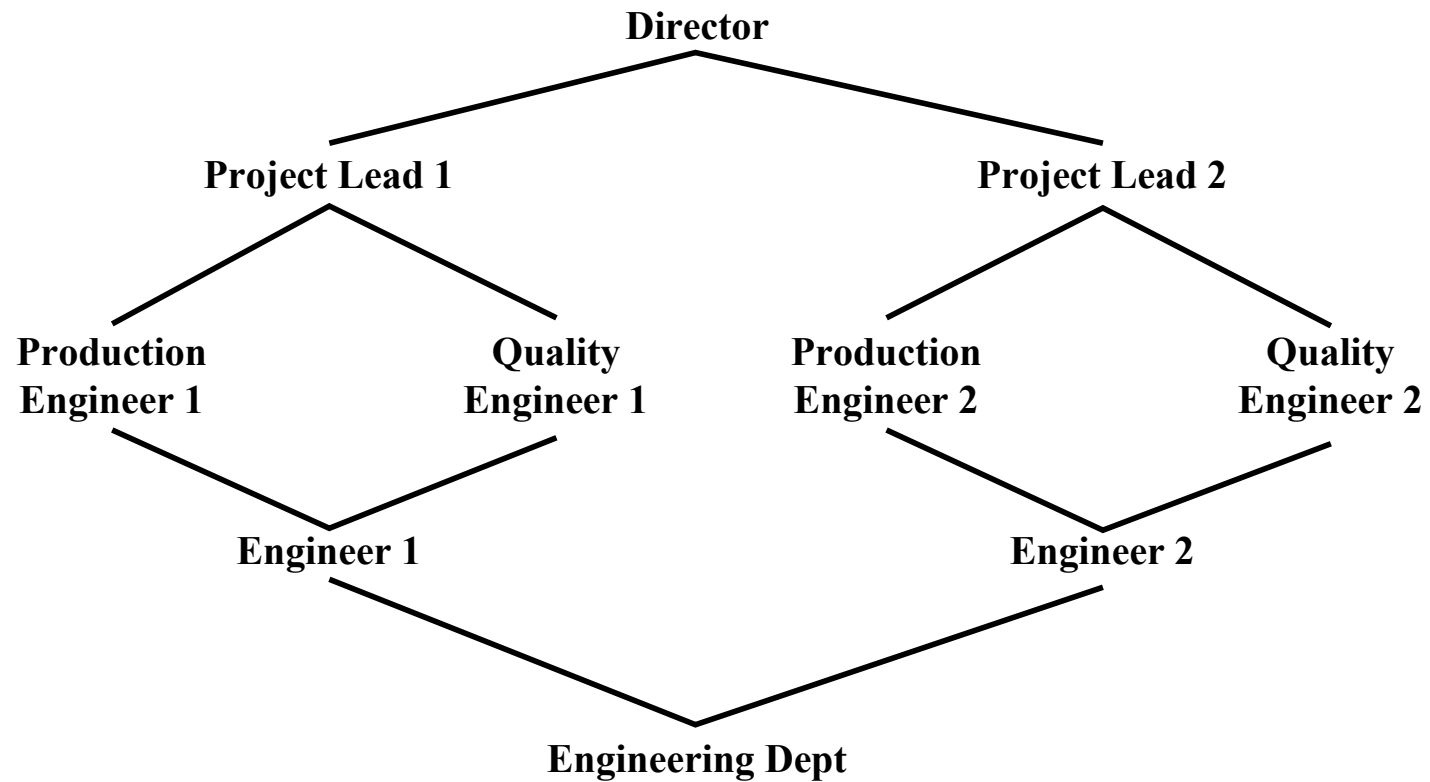 Director
Project Lead 1
Project Lead 2
Production
Engineer 1
Quality
Engineer 1
Production
Engineer 2
Quality
Engineer 2
Engineer 1
Engineer 2
Engineering Dept